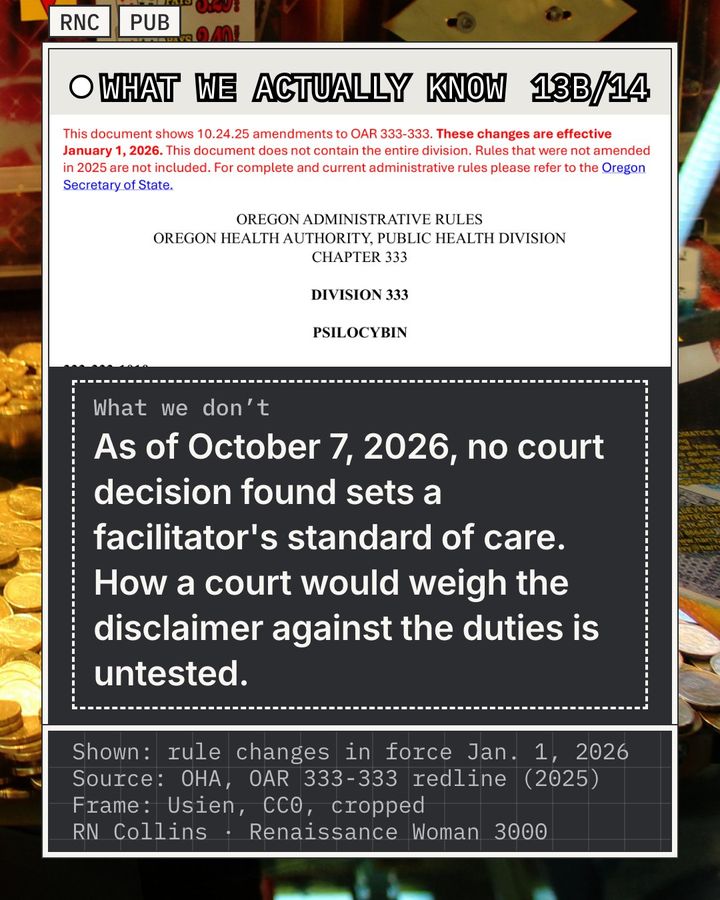 RNC PUB
WHAT WE ACTUALLY KNOW 13B/14
This document shows 10.24.25 amendments to OAR 333-333. These changes are effective
January 1, 2026. This document does not contain the entire division. Rules that were not amended
in 2025 are not included. For complete and current administrative rules please refer to the Oregon
Secretary of State.
OREGON ADMINISTRATIVE RULES
OREGON HEALTH AUTHORITY, PUBLIC HEALTH DIVISION
CHAPTER 333
DIVISION 333
PSILOCYBIN
What we don’t
As of October 7, 2026, no court
decision found sets a
facilitator's standard of care.
How a court would weigh the
disclaimer against the duties is
untested.
Shown: rule changes in force Jan. 1, 2026
Source: OHA, OAR 333-333 redline (2025)
Frame: Usien, CC0, cropped
RN Collins · Renaissance Woman 3000